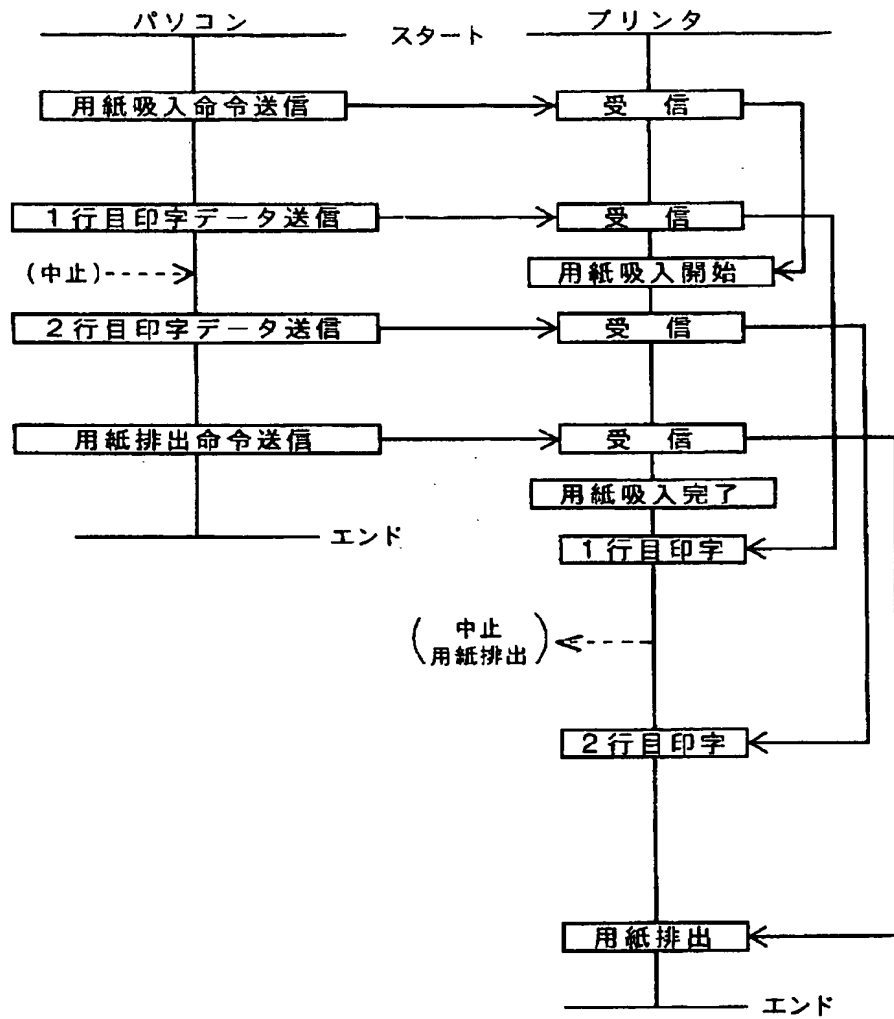 パソコン
スタート
プリンタ
用紙吸入命令送信
受信
1行目印字データ送信
受信
(中止)
用紙吸入開始
2行目印字データ送信
受信
用紙排出命令送信
受信
用紙吸入完了
エンド
1行目印字
(中止
用紙排出)
2行目印字
用紙排出
エンド